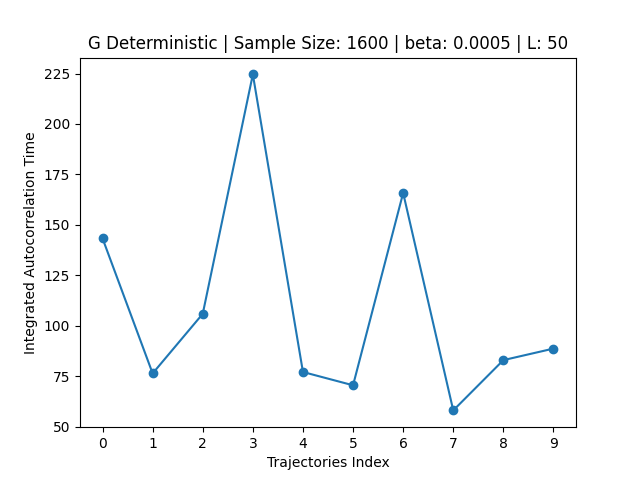 G Deterministic | Sample Size: 1600 | beta: 0.0005 | L: 50
Integrated Autocorrelation Time
225
200
175
150
125
100
75
50
0 1 2 3 4 5 6 7 8 9
Trajectories Index